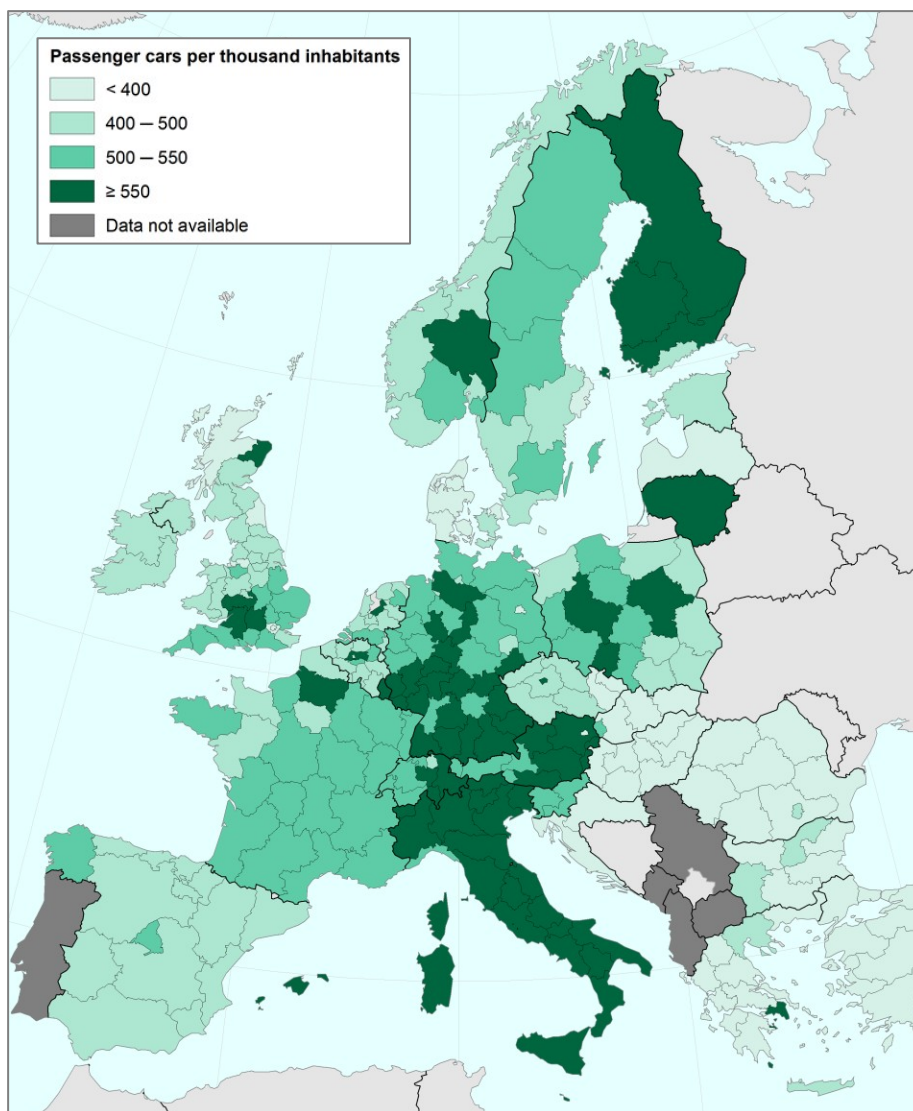 Passenger cars per thousand inhabitants
< 400
400 — 500
500 — 550
≥ 550
Data not available